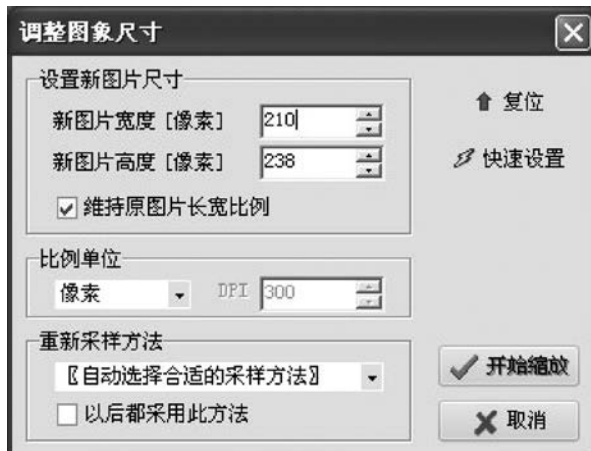 调整图象尺寸
设置新图片尺寸
新图片宽度 [像素] 210
新图片高度 [像素] 238
维持原图片长宽比例
复位
快速设置
比例单位
像素 DPI 300
重新采样方法
〖自动选择合适的采样方法〗
以后都采用此方法
开始缩放
取消